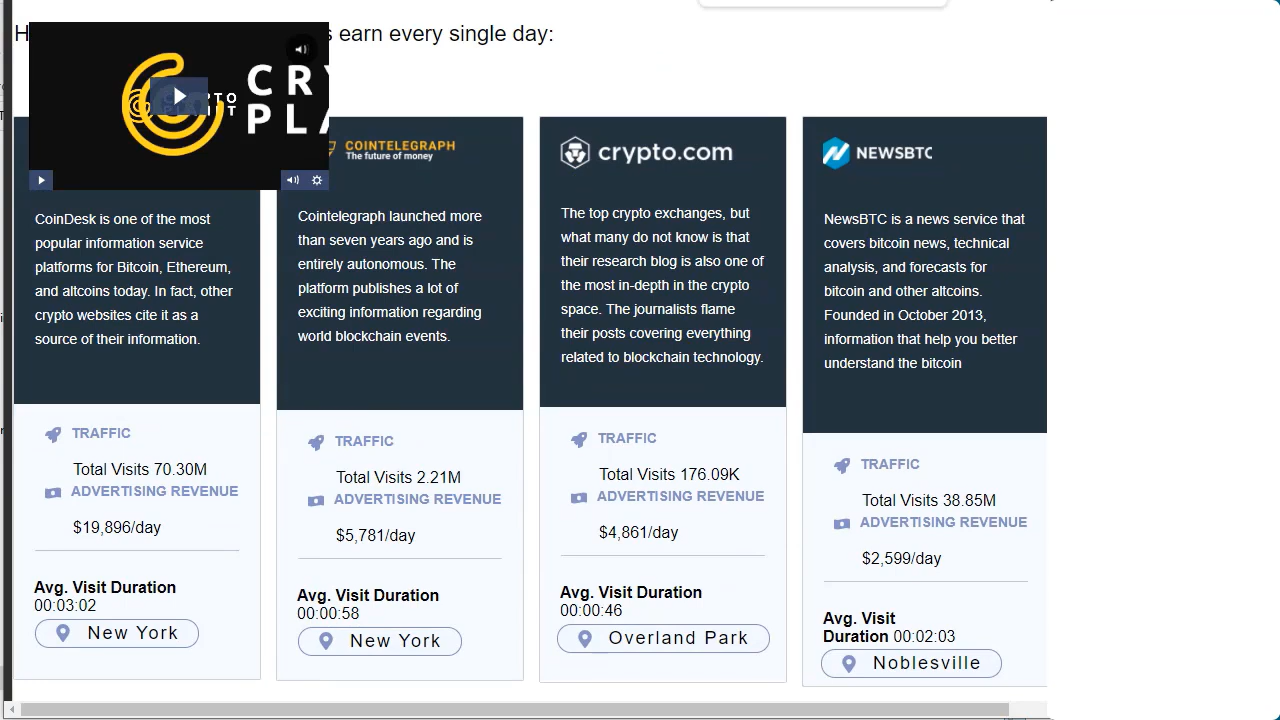 H
s earn every single day:
CRY
PLA
PTO
COINTELEGRAPH
The future of money
crypto.com
NEWSBTC
CoinDesk is one of the most
popular information service
platforms for Bitcoin, Ethereum,
and altcoins today. In fact, other
crypto websites cite it as a
source of their information.
Cointelegraph launched more
than seven years ago and is
entirely autonomous. The
platform publishes a lot of
exciting information regarding
world blockchain events.
The top crypto exchanges, but
what many do not know is that
their research blog is also one of
the most in-depth in the crypto
space. The journalists flame
their posts covering everything
related to blockchain technology.
NewsBTC is a news service that
covers bitcoin news, technical
analysis, and forecasts for
bitcoin and other altcoins.
Founded in October 2013,
information that help you better
understand the bitcoin
TRAFFIC
Total Visits 70.30M
ADVERTISING REVENUE
$19,896/day
Avg. Visit Duration
00:03:02
New York
TRAFFIC
Total Visits 2.21M
ADVERTISING REVENUE
$5,781/day
Avg. Visit Duration
00:00:58
New York
TRAFFIC
Total Visits 176.09K
ADVERTISING REVENUE
$4,861/day
Avg. Visit Duration
00:00:46
Overland Park
TRAFFIC
Total Visits 38.85M
ADVERTISING REVENUE
$2,599/day
Avg. Visit
Duration 00:02:03
Noblesville